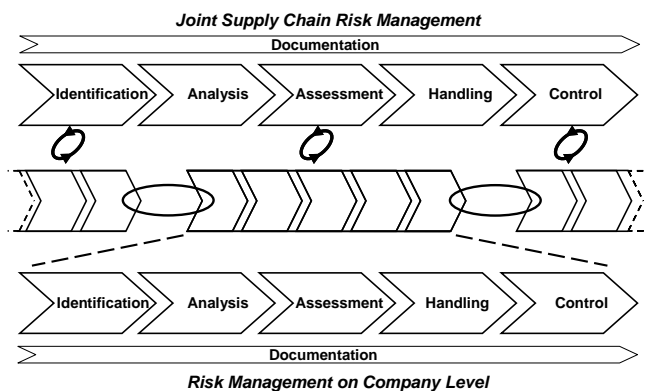 Joint Supply Chain Risk Management
Documentation
Identification Analysis Assessment Handling Control
Identification Analysis Assessment Handling Control
Documentation
Risk Management on Company Level